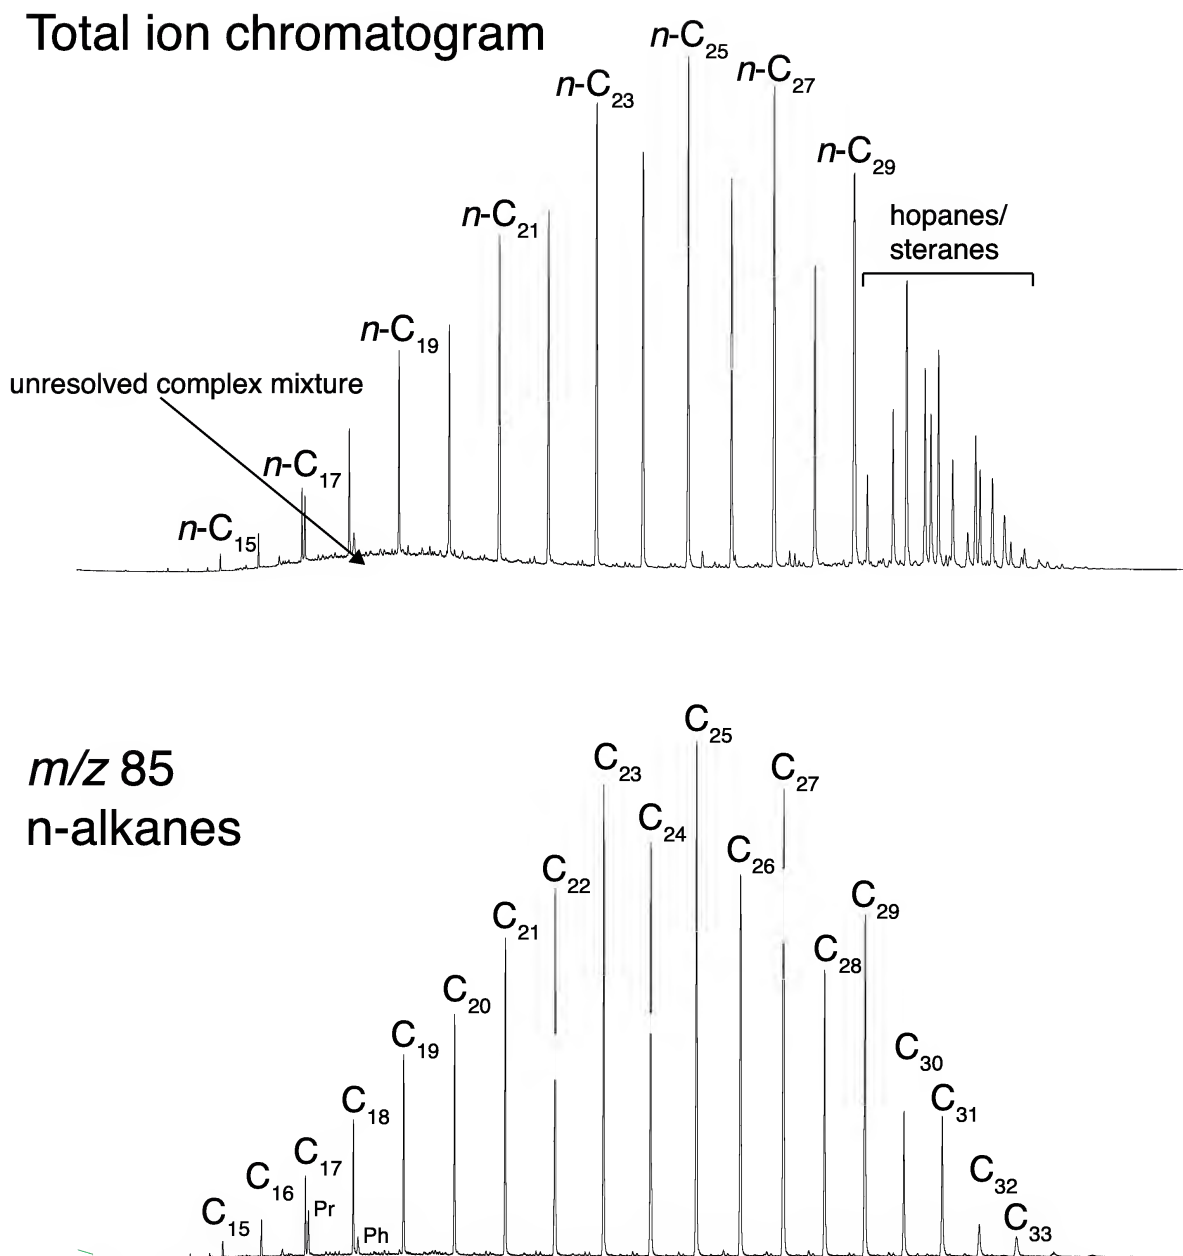 Total ion chromatogram
n-C25
n-C27
n-C23
n-C29
n-C21
hopanes/
steranes
n-C19
unresolved complex mixture
n-C17
n-C15
m/z 85
n-alkanes
C25
C23
C27
C24
C26
C22
C29
C21
C28
C20
C19
C30
C18
C31
C17
C16
C32
Pr
C15
C33
Ph